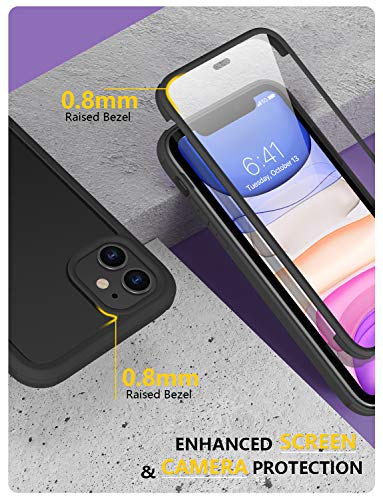 0.8mm
Raised Bezel
6:41
Tuesday, October 13
0.8mm
Raised Bezel
ENHANCED SCREEN
& CAMERA PROTECTION